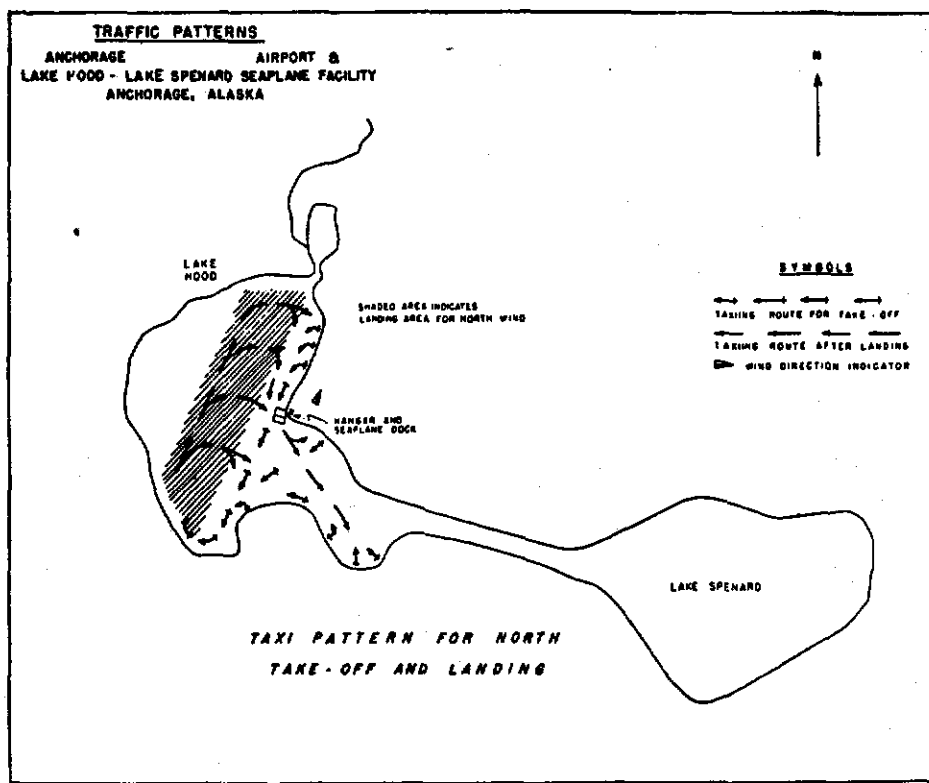 TRAFFIC PATTERNS
ANCHORAGE AIRPORT &
LAKE HOOD - LAKE SPENARD SEAPLANE FACILITY
ANCHORAGE, ALASKA
N
LAKE
HOOD
SHADED AREA INDICATES
LANDING AREA FOR NORTH WIND
SYMBOLS
TAXIING ROUTE FOR TAKE-OFF
TAXIING ROUTE AFTER LANDING
WIND DIRECTION INDICATOR
HANGER AND
SEAPLANE DOCK
LAKE SPENARD
TAXI PATTERN FOR NORTH
TAKE-OFF AND LANDING